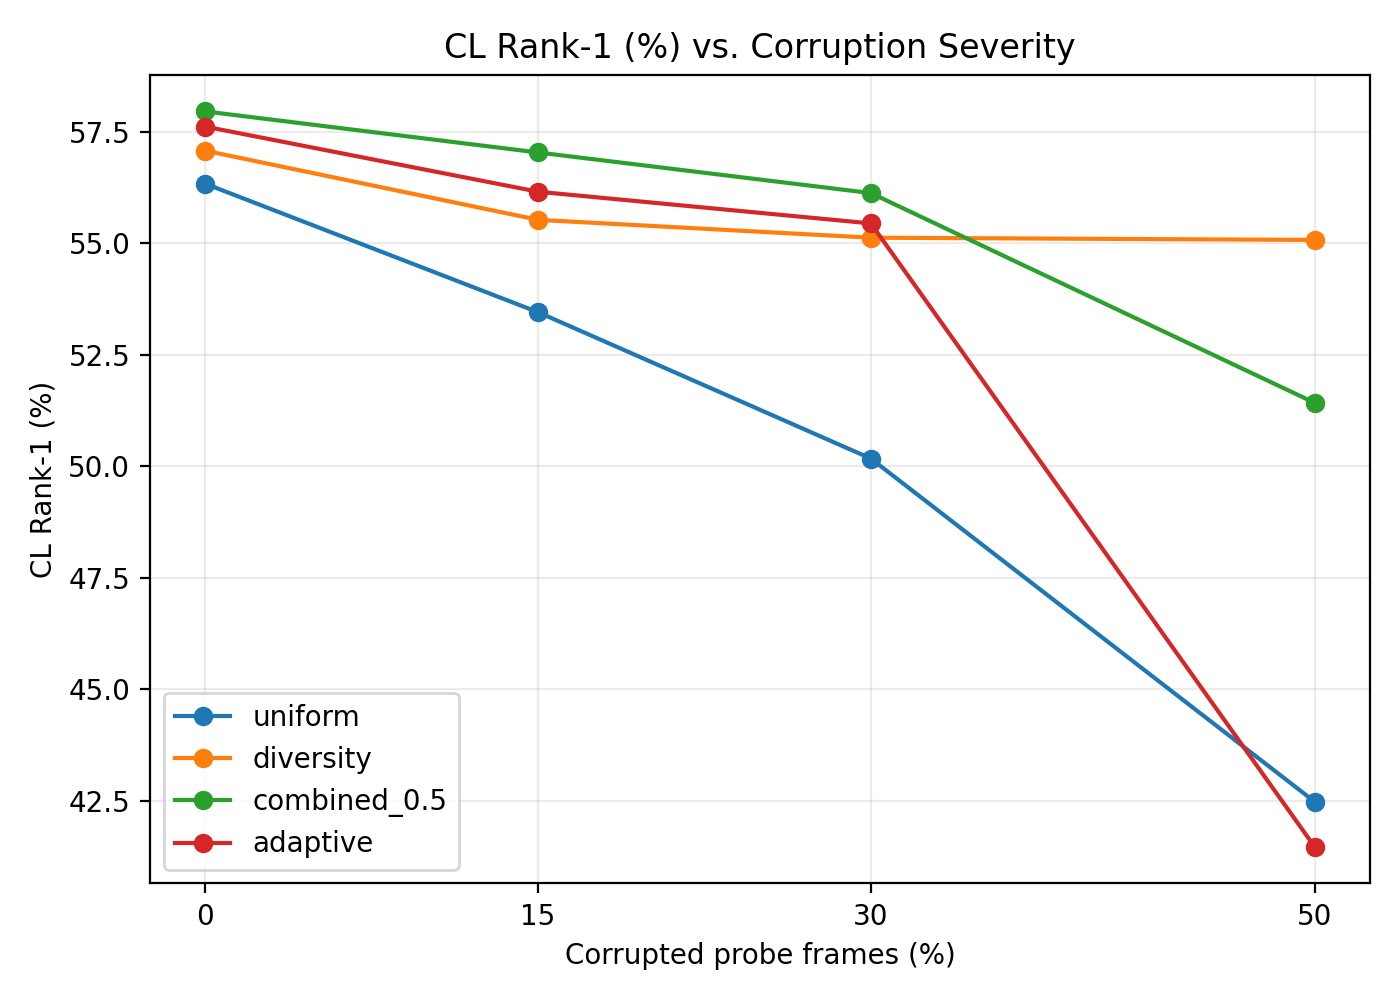 CL Rank-1 (%) vs. Corruption Severity
CL Rank-1 (%)
57.5
55.0
52.5
50.0
47.5
45.0
42.5
uniform
diversity
combined_0.5
adaptive
0
15
30
50
Corrupted probe frames (%)